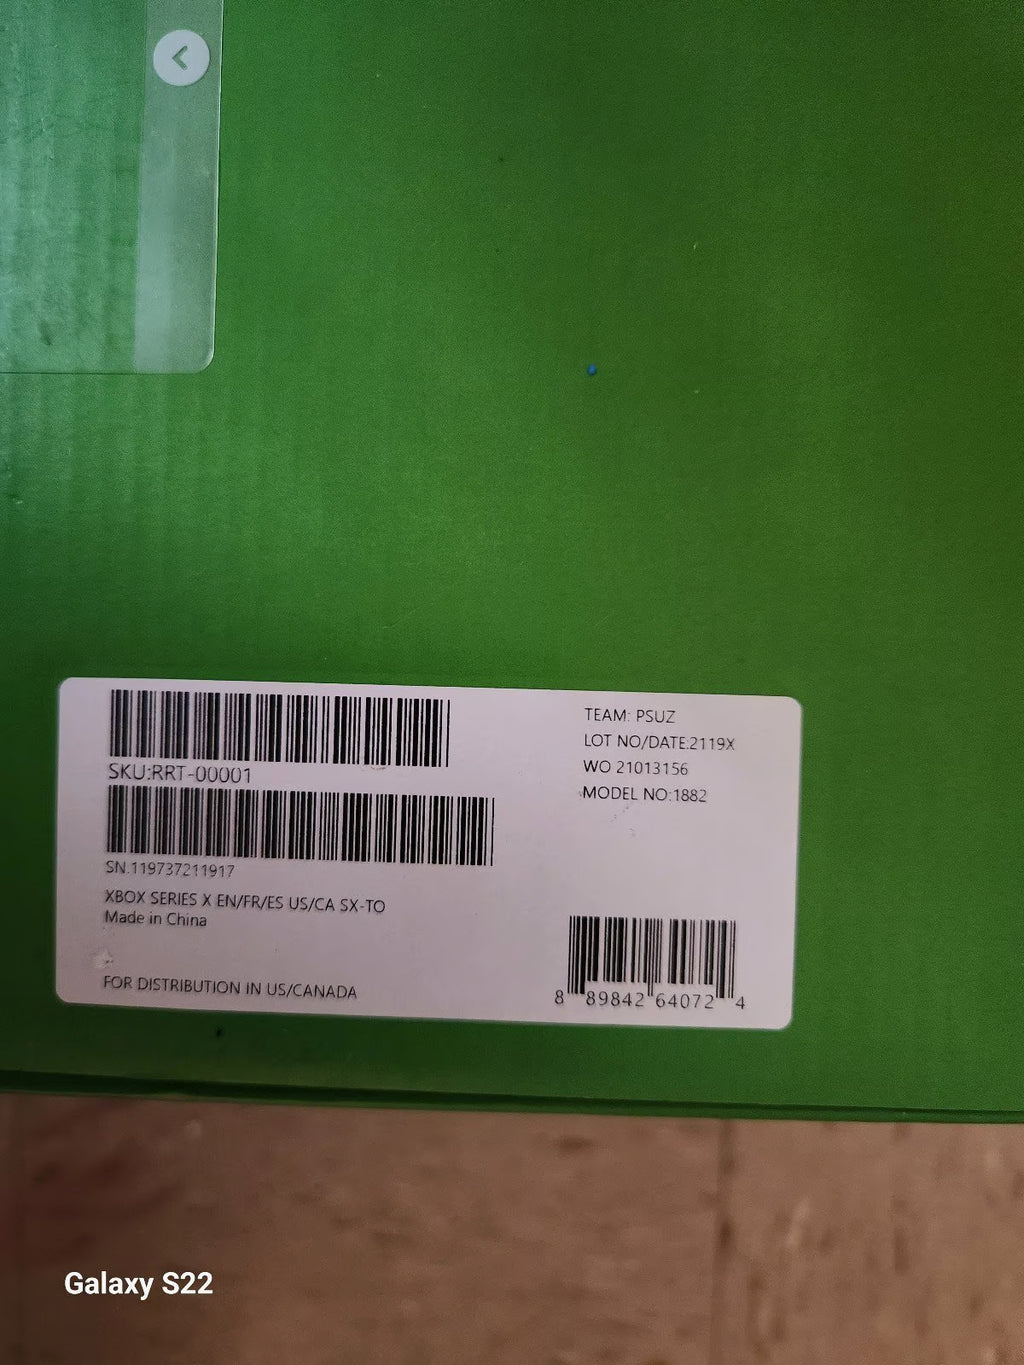 SKU:RRT-00001
SN.119737211917
XBOX SERIES X EN/FR/ES US/CA SX-TO
Made in China
FOR DISTRIBUTION IN US/CANADA
TEAM: PSUZ
LOT NO/DATE:2119X
WO 21013156
MODEL NO:1882
8 89842 64072 4
Galaxy S22